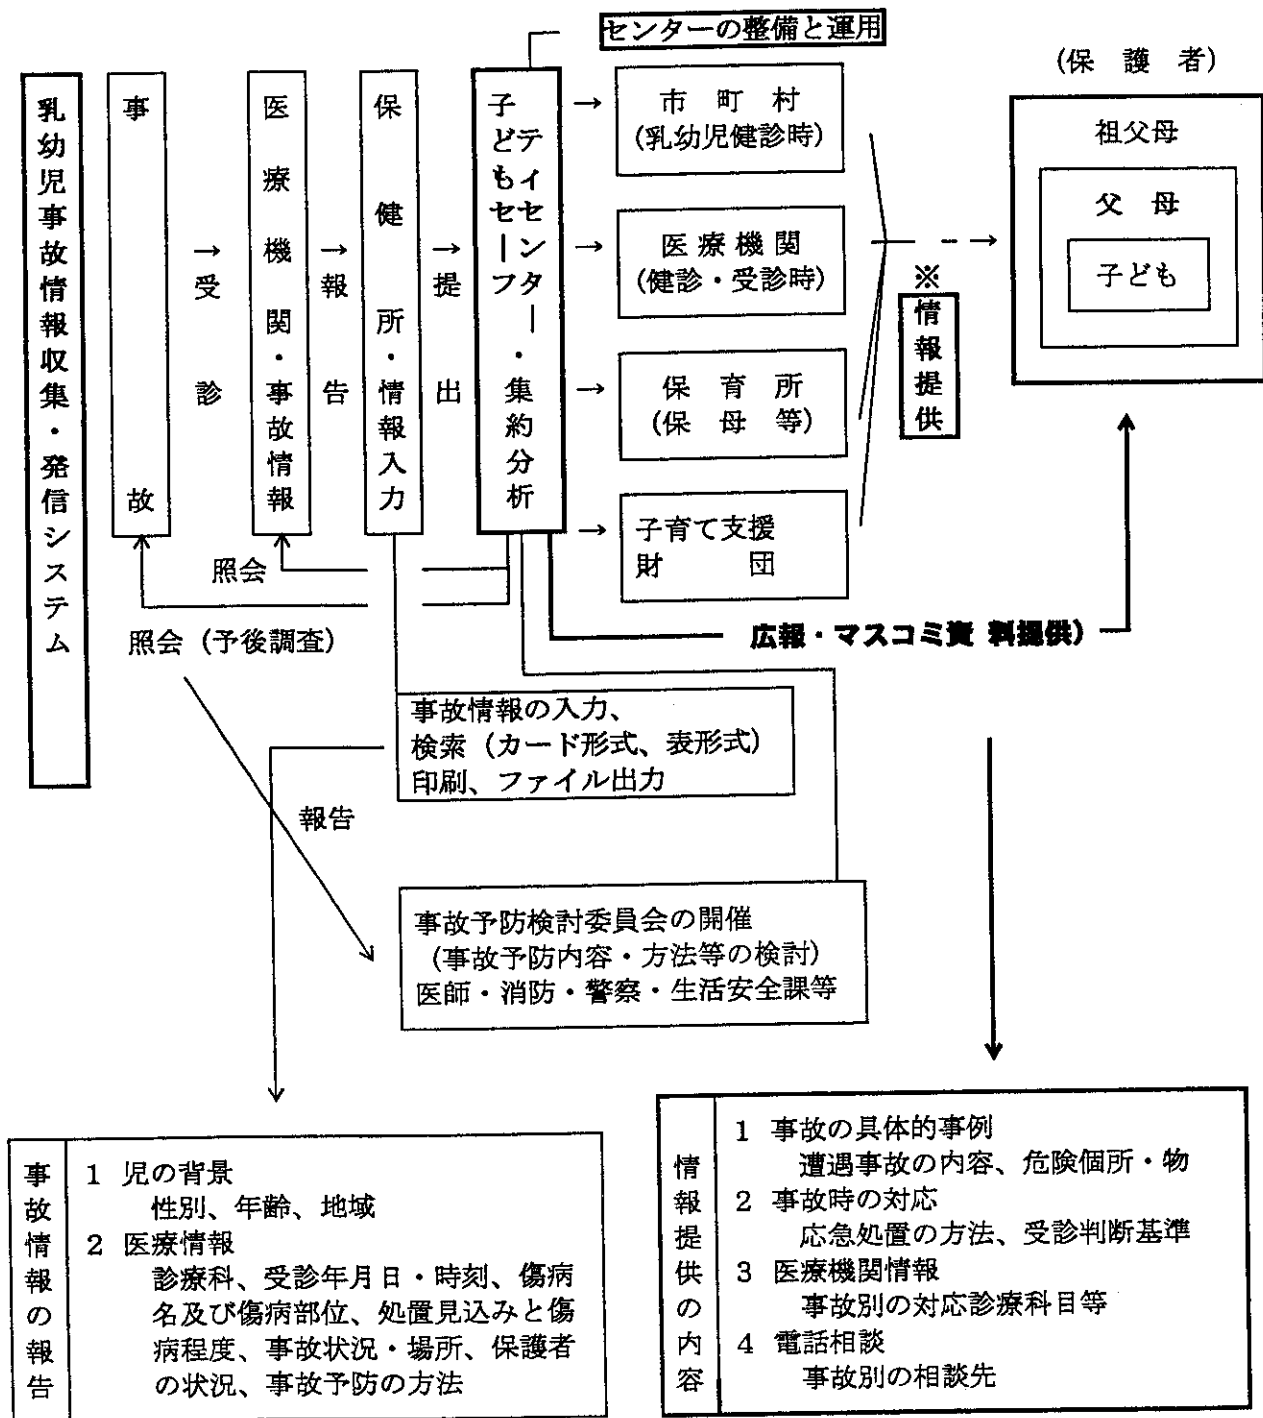 センターの整備と運用
(保護者)
乳幼児事故情報収集・発信システム
事故
→受診
医療機関・事故情報
→報告
保健所・情報入力
→提出
子どもセーフ
ティセンター・集約分析
→
市町村
(乳幼児健診時)
→
医療機関
(健診・受診時)
→
保育所
(保母等)
→
子育て支援
財団
※
情報提供
祖父母
父母
子ども
照会
照会(予後調査)
広報・マスコミ資料提供)
事故情報の入力、
検索(カード形式、表形式)
印刷、ファイル出力
報告
事故予防検討委員会の開催
(事故予防内容・方法等の検討)
医師・消防・警察・生活安全課等
事故情報の報告
1 児の背景
性別、年齢、地域
2 医療情報
診療科、受診年月日・時刻、傷病
名及び傷病部位、処置見込みと傷
病程度、事故状況・場所、保護者
の状況、事故予防の方法
情報提供の内容
1 事故の具体的事例
遭遇事故の内容、危険個所・物
2 事故時の対応
応急処置の方法、受診判断基準
3 医療機関情報
事故別の対応診療科目等
4 電話相談
事故別の相談先